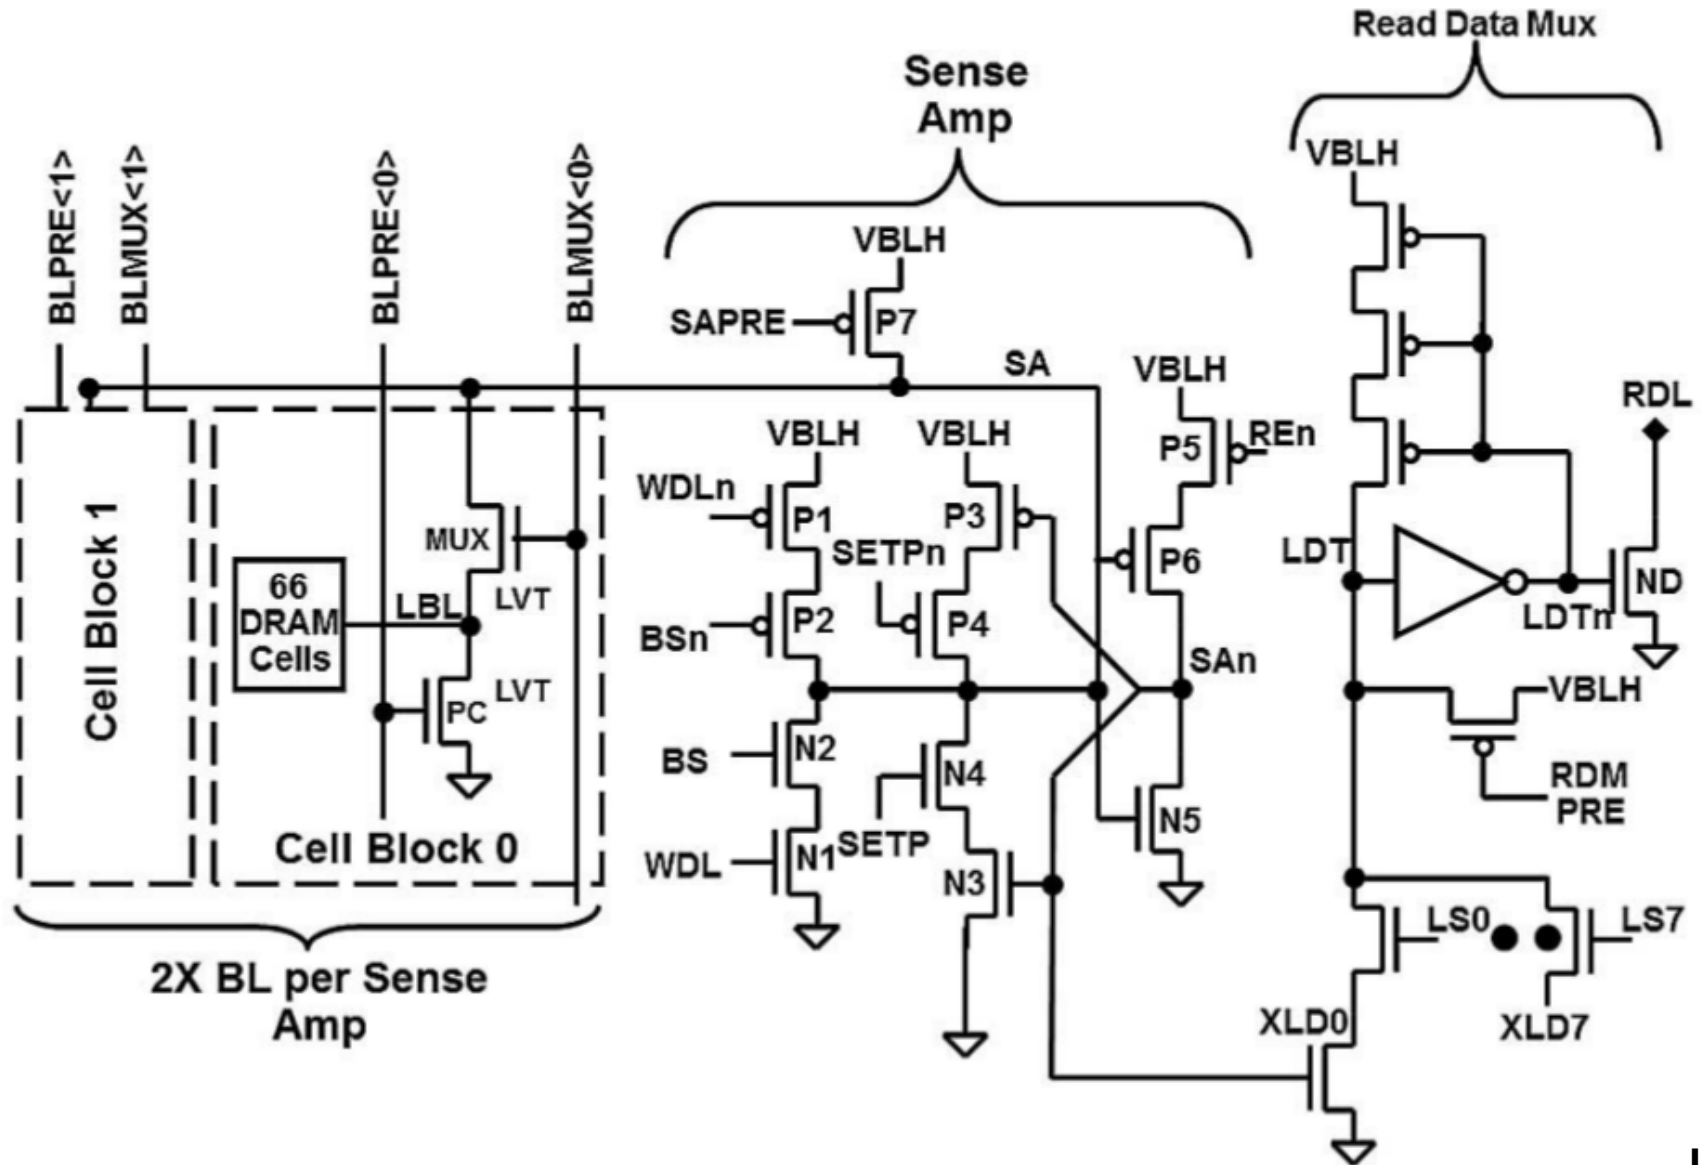 Read Data Mux
Sense
Amp
BLPRE<1>
BLMUX<1>
BLPRE<0>
BLMUX<0>
VBLH
VBLH
SAPRE
P7
SA
VBLH
RDL
VBLH
VBLH
P5
REn
WDLn
P1
P3
SETPn
P6
LDT
ND
LDTn
Cell Block 1
66
DRAM
Cells
MUX
LVT
LBL
LVT
PC
BSn
P2
P4
SAn
VBLH
BS
N2
N4
RDM
PRE
Cell Block 0
WDL
N1
SETP
N3
N5
LS0
LS7
2X BL per Sense
Amp
XLD0
XLD7